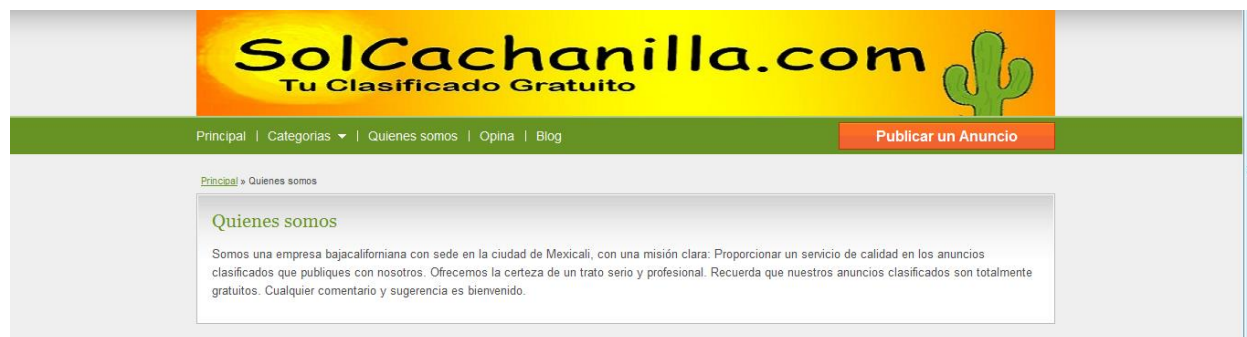 SolCachanilla.com
Tu Clasificado Gratuito
Principal | Categorias | Quienes somos | Opina | Blog
Publicar un Anuncio
Principal » Quienes somos
Quienes somos
Somos una empresa bajacaliforniana con sede en la ciudad de Mexicali, con una misión clara: Proporcionar un servicio de calidad en los anuncios
clasificados que publiques con nosotros. Ofrecemos la certeza de un trato serio y profesional. Recuerda que nuestros anuncios clasificados son totalmente
gratuitos. Cualquier comentario y sugerencia es bienvenido.